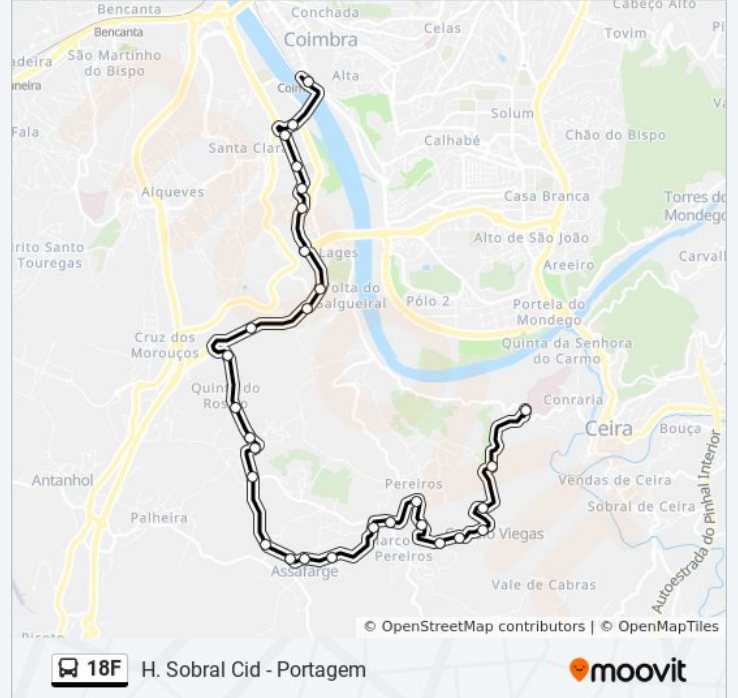 Cabeço Alto
Conchada
Bencanta
Bencanta
Coimbra
Celas
Tovim
São Martinho
do Bispo
Alta
Solum
Fala
Calhabé
Chão do Bispo
Santa
Alqueves
Casa Branca
Torres do
Mondego
Alto de São João
Touregas
Lages
Areeiro
Pólo 2
Portela do
Mondego
Cruz dos
Morouços
Quinta da Senhora
do Carmo
Conraria
Ceira
Bouça
Antanhol
Pereiros
Vendas de Ceira
Palheira
Sobral de Ceira
Viegas
Pereiros
Assafarge
Vale de Cabras
Autoestrada do Pinhal Interior
© OpenStreetMap contributors | © OpenMapTiles
18F H. Sobral Cid - Portagem
moovit